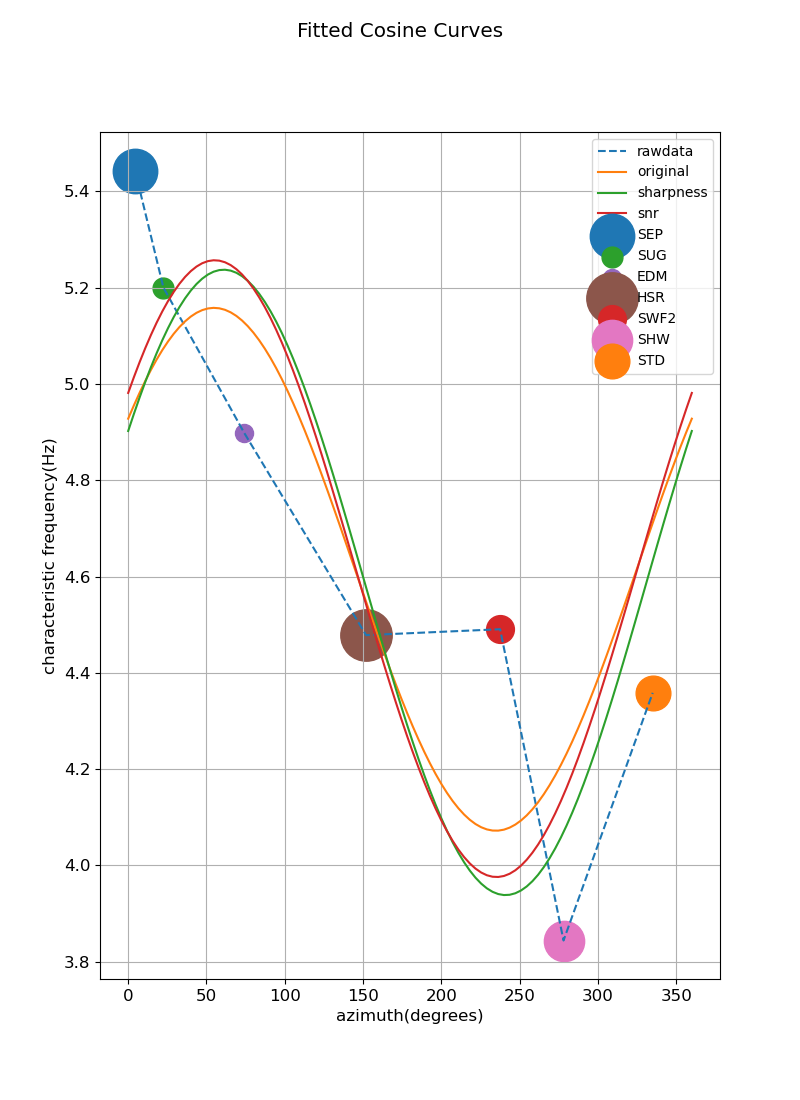 Fitted Cosine Curves
rawdata
original
sharpness
snr
SEP
SUG
EDM
HSR
SWF2
SHW
STD
5.4
5.2
5.0
4.8
4.6
4.4
4.2
4.0
3.8
characteristic frequency(Hz)
0 50 100 150 200 250 300 350
azimuth(degrees)